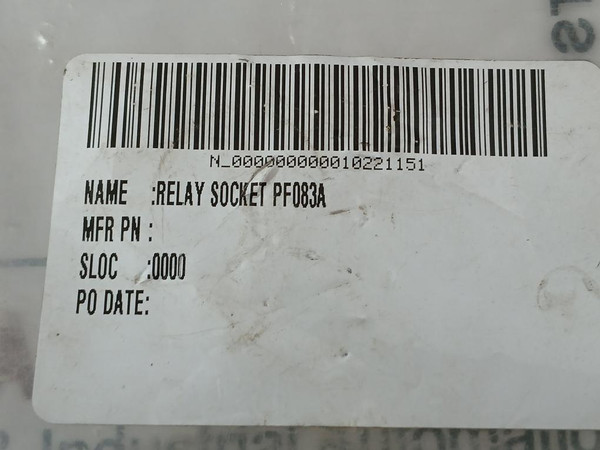 N_000000000010221151
NAME :RELAY SOCKET PF083A
MFR PN :
SLOC :0000
PO DATE: